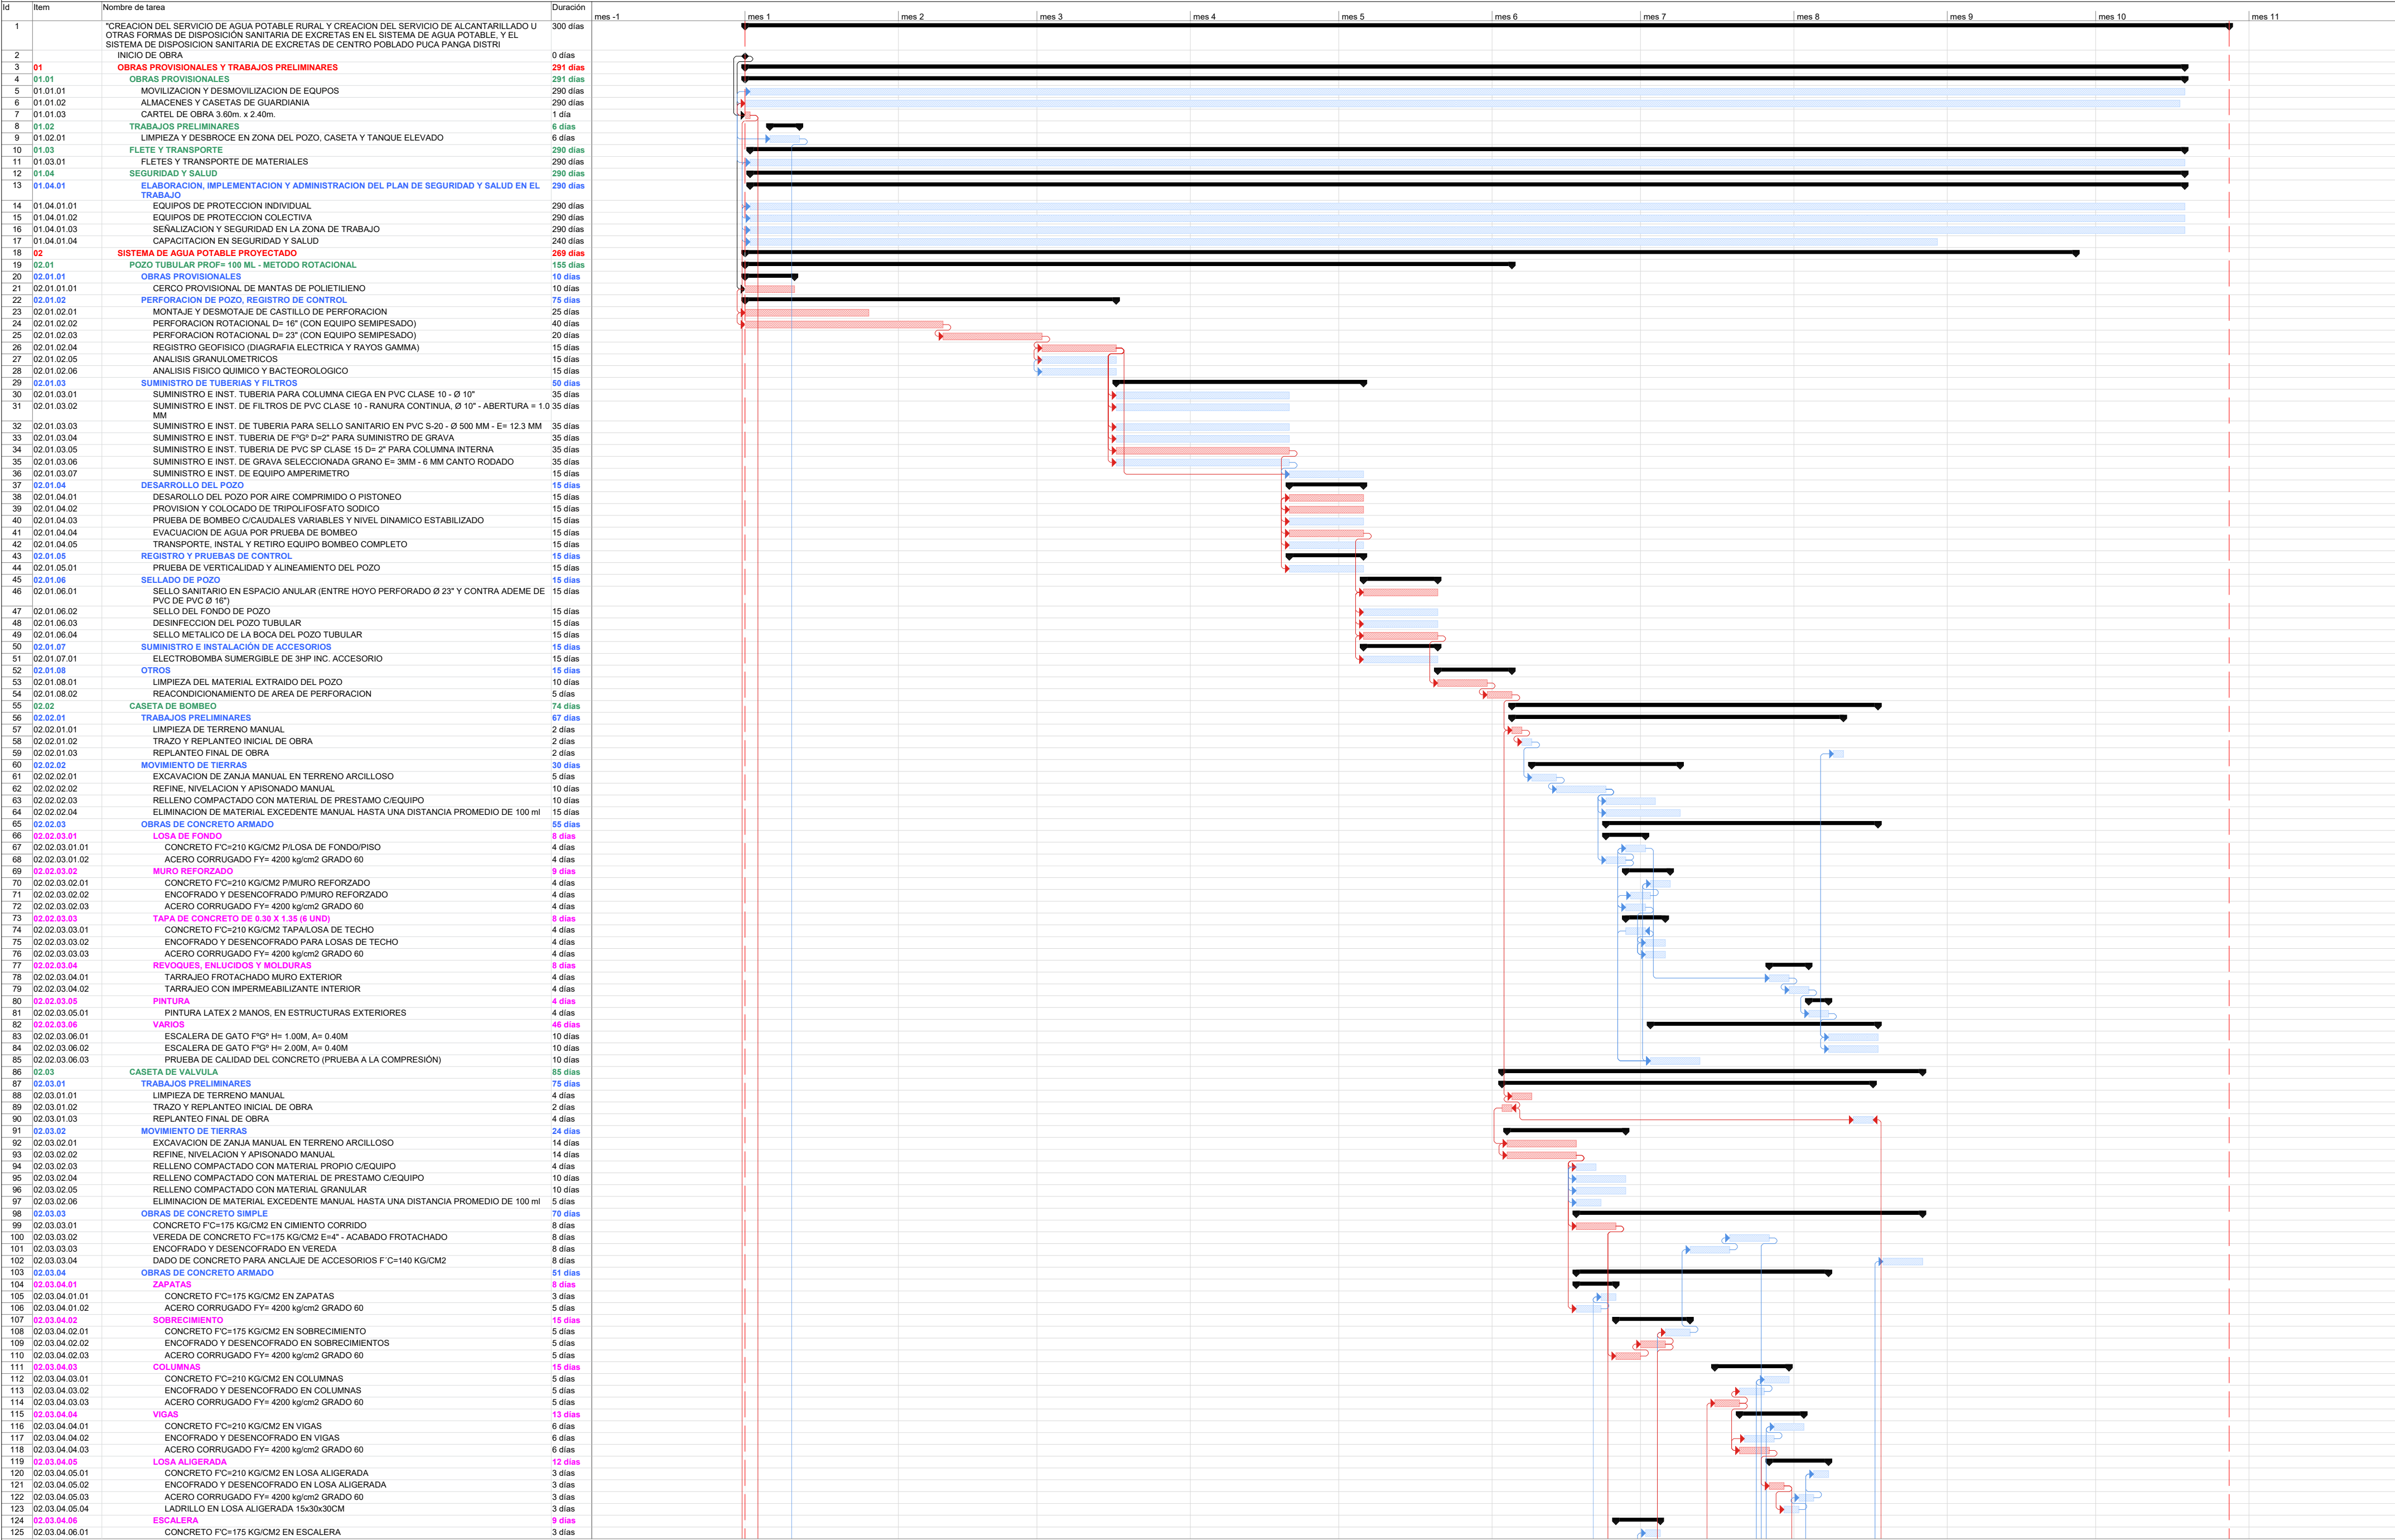 Id Item Nombre de tarea Duración mes -1 mes 1 mes 2 mes 3 mes 4 mes 5 mes 6 mes 7 mes 8 mes 9 mes 10 mes 11
1 "CREACION DEL SERVICIO DE AGUA POTABLE RURAL Y CREACION DEL SERVICIO DE ALCANTARILLADO U 300 días
OTRAS FORMAS DE DISPOSICIÓN SANITARIA DE EXCRETAS EN EL SISTEMA DE AGUA POTABLE, Y EL
SISTEMA DE DISPOSICION SANITARIA DE EXCRETAS DE CENTRO POBLADO PUCA PANGA DISTRI
2 INICIO DE OBRA 0 días
3 01 OBRAS PROVISIONALES Y TRABAJOS PRELIMINARES 291 días
4 01.01 OBRAS PROVISIONALES 291 días
5 01.01.01 MOVILIZACION Y DESMOVILIZACION DE EQUPOS 290 días
6 01.01.02 ALMACENES Y CASETAS DE GUARDIANIA 290 días
7 01.01.03 CARTEL DE OBRA 3.60m. x 2.40m. 1 día
8 01.02 TRABAJOS PRELIMINARES 6 días
9 01.02.01 LIMPIEZA Y DESBROCE EN ZONA DEL POZO, CASETA Y TANQUE ELEVADO 6 días
10 01.03 FLETE Y TRANSPORTE 290 días
11 01.03.01 FLETES Y TRANSPORTE DE MATERIALES 290 días
12 01.04 SEGURIDAD Y SALUD 290 días
13 01.04.01 ELABORACION, IMPLEMENTACION Y ADMINISTRACION DEL PLAN DE SEGURIDAD Y SALUD EN EL 290 días
TRABAJO
14 01.04.01.01 EQUIPOS DE PROTECCION INDIVIDUAL 290 días
15 01.04.01.02 EQUIPOS DE PROTECCION COLECTIVA 290 días
16 01.04.01.03 SEÑALIZACION Y SEGURIDAD EN LA ZONA DE TRABAJO 290 días
17 01.04.01.04 CAPACITACION EN SEGURIDAD Y SALUD 240 días
18 02 SISTEMA DE AGUA POTABLE PROYECTADO 269 días
19 02.01 POZO TUBULAR PROF= 100 ML - METODO ROTACIONAL 155 días
20 02.01.01 OBRAS PROVISIONALES 10 días
21 02.01.01.01 CERCO PROVISIONAL DE MANTAS DE POLIETILIENO 10 días
22 02.01.02 PERFORACION DE POZO, REGISTRO DE CONTROL 75 días
23 02.01.02.01 MONTAJE Y DESMOTAJE DE CASTILLO DE PERFORACION 25 días
24 02.01.02.02 PERFORACION ROTACIONAL D= 16" (CON EQUIPO SEMIPESADO) 40 días
25 02.01.02.03 PERFORACION ROTACIONAL D= 23" (CON EQUIPO SEMIPESADO) 20 días
26 02.01.02.04 REGISTRO GEOFISICO (DIAGRAFIA ELECTRICA Y RAYOS GAMMA) 15 días
27 02.01.02.05 ANALISIS GRANULOMETRICOS 15 días
28 02.01.02.06 ANALISIS FISICO QUIMICO Y BACTEOROLOGICO 15 días
29 02.01.03 SUMINISTRO DE TUBERIAS Y FILTROS 50 días
30 02.01.03.01 SUMINISTRO E INST. TUBERIA PARA COLUMNA CIEGA EN PVC CLASE 10 - Ø 10" 35 días
31 02.01.03.02 SUMINISTRO E INST. DE FILTROS DE PVC CLASE 10 - RANURA CONTINUA, Ø 10" - ABERTURA = 1.0 35 días
MM
32 02.01.03.03 SUMINISTRO E INST. DE TUBERIA PARA SELLO SANITARIO EN PVC S-20 - Ø 500 MM - E= 12.3 MM 35 días
33 02.01.03.04 SUMINISTRO E INST. TUBERIA DE FºGº D=2" PARA SUMINISTRO DE GRAVA 35 días
34 02.01.03.05 SUMINISTRO E INST. TUBERIA DE PVC SP CLASE 15 D= 2" PARA COLUMNA INTERNA 35 días
35 02.01.03.06 SUMINISTRO E INST. DE GRAVA SELECCIONADA GRANO E= 3MM - 6 MM CANTO RODADO 35 días
36 02.01.03.07 SUMINISTRO E INST. DE EQUIPO AMPERIMETRO 15 días
37 02.01.04 DESARROLLO DEL POZO 15 días
38 02.01.04.01 DESAROLLO DEL POZO POR AIRE COMPRIMIDO O PISTONEO 15 días
39 02.01.04.02 PROVISION Y COLOCADO DE TRIPOLIFOSFATO SODICO 15 días
40 02.01.04.03 PRUEBA DE BOMBEO C/CAUDALES VARIABLES Y NIVEL DINAMICO ESTABILIZADO 15 días
41 02.01.04.04 EVACUACION DE AGUA POR PRUEBA DE BOMBEO 15 días
42 02.01.04.05 TRANSPORTE, INSTAL Y RETIRO EQUIPO BOMBEO COMPLETO 15 días
43 02.01.05 REGISTRO Y PRUEBAS DE CONTROL 15 días
44 02.01.05.01 PRUEBA DE VERTICALIDAD Y ALINEAMIENTO DEL POZO 15 días
45 02.01.06 SELLADO DE POZO 15 días
46 02.01.06.01 SELLO SANITARIO EN ESPACIO ANULAR (ENTRE HOYO PERFORADO Ø 23" Y CONTRA ADEME DE 15 días
PVC DE PVC Ø 16")
47 02.01.06.02 SELLO DEL FONDO DE POZO 15 días
48 02.01.06.03 DESINFECCION DEL POZO TUBULAR 15 días
49 02.01.06.04 SELLO METALICO DE LA BOCA DEL POZO TUBULAR 15 días
50 02.01.07 SUMINISTRO E INSTALACIÓN DE ACCESORIOS 15 días
51 02.01.07.01 ELECTROBOMBA SUMERGIBLE DE 3HP INC. ACCESORIO 15 días
52 02.01.08 OTROS 15 días
53 02.01.08.01 LIMPIEZA DEL MATERIAL EXTRAIDO DEL POZO 10 días
54 02.01.08.02 REACONDICIONAMIENTO DE AREA DE PERFORACION 5 días
55 02.02 CASETA DE BOMBEO 74 días
56 02.02.01 TRABAJOS PRELIMINARES 67 días
57 02.02.01.01 LIMPIEZA DE TERRENO MANUAL 2 días
58 02.02.01.02 TRAZO Y REPLANTEO INICIAL DE OBRA 2 días
59 02.02.01.03 REPLANTEO FINAL DE OBRA 2 días
60 02.02.02 MOVIMIENTO DE TIERRAS 30 días
61 02.02.02.01 EXCAVACION DE ZANJA MANUAL EN TERRENO ARCILLOSO 5 días
62 02.02.02.02 REFINE, NIVELACION Y APISONADO MANUAL 10 días
63 02.02.02.03 RELLENO COMPACTADO CON MATERIAL DE PRESTAMO C/EQUIPO 10 días
64 02.02.02.04 ELIMINACION DE MATERIAL EXCEDENTE MANUAL HASTA UNA DISTANCIA PROMEDIO DE 100 ml 15 días
65 02.02.03 OBRAS DE CONCRETO ARMADO 55 días
66 02.02.03.01 LOSA DE FONDO 8 días
67 02.02.03.01.01 CONCRETO F'C=210 KG/CM2 P/LOSA DE FONDO/PISO 4 días
68 02.02.03.01.02 ACERO CORRUGADO FY= 4200 kg/cm2 GRADO 60 4 días
69 02.02.03.02 MURO REFORZADO 9 días
70 02.02.03.02.01 CONCRETO F'C=210 KG/CM2 P/MURO REFORZADO 4 días
71 02.02.03.02.02 ENCOFRADO Y DESENCOFRADO P/MURO REFORZADO 4 días
72 02.02.03.02.03 ACERO CORRUGADO FY= 4200 kg/cm2 GRADO 60 4 días
73 02.02.03.03 TAPA DE CONCRETO DE 0.30 X 1.35 (6 UND) 8 días
74 02.02.03.03.01 CONCRETO F'C=210 KG/CM2 TAPA/LOSA DE TECHO 4 días
75 02.02.03.03.02 ENCOFRADO Y DESENCOFRADO PARA LOSAS DE TECHO 4 días
76 02.02.03.03.03 ACERO CORRUGADO FY= 4200 kg/cm2 GRADO 60 4 días
77 02.02.03.04 REVOQUES, ENLUCIDOS Y MOLDURAS 8 días
78 02.02.03.04.01 TARRAJEO FROTACHADO MURO EXTERIOR 4 días
79 02.02.03.04.02 TARRAJEO CON IMPERMEABILIZANTE INTERIOR 4 días
80 02.02.03.05 PINTURA 4 días
81 02.02.03.05.01 PINTURA LATEX 2 MANOS, EN ESTRUCTURAS EXTERIORES 4 días
82 02.02.03.06 VARIOS 46 días
83 02.02.03.06.01 ESCALERA DE GATO FºGº H= 1.00M, A= 0.40M 10 días
84 02.02.03.06.02 ESCALERA DE GATO FºGº H= 2.00M, A= 0.40M 10 días
85 02.02.03.06.03 PRUEBA DE CALIDAD DEL CONCRETO (PRUEBA A LA COMPRESIÓN) 10 días
86 02.03 CASETA DE VALVULA 85 días
87 02.03.01 TRABAJOS PRELIMINARES 75 días
88 02.03.01.01 LIMPIEZA DE TERRENO MANUAL 4 días
89 02.03.01.02 TRAZO Y REPLANTEO INICIAL DE OBRA 2 días
90 02.03.01.03 REPLANTEO FINAL DE OBRA 4 días
91 02.03.02 MOVIMIENTO DE TIERRAS 24 días
92 02.03.02.01 EXCAVACION DE ZANJA MANUAL EN TERRENO ARCILLOSO 14 días
93 02.03.02.02 REFINE, NIVELACION Y APISONADO MANUAL 14 días
94 02.03.02.03 RELLENO COMPACTADO CON MATERIAL PROPIO C/EQUIPO 4 días
95 02.03.02.04 RELLENO COMPACTADO CON MATERIAL DE PRESTAMO C/EQUIPO 10 días
96 02.03.02.05 RELLENO COMPACTADO CON MATERIAL GRANULAR 10 días
97 02.03.02.06 ELIMINACION DE MATERIAL EXCEDENTE MANUAL HASTA UNA DISTANCIA PROMEDIO DE 100 ml 5 días
98 02.03.03 OBRAS DE CONCRETO SIMPLE 70 días
99 02.03.03.01 CONCRETO F'C=175 KG/CM2 EN CIMIENTO CORRIDO 8 días
100 02.03.03.02 VEREDA DE CONCRETO F'C=175 KG/CM2 E=4" - ACABADO FROTACHADO 8 días
101 02.03.03.03 ENCOFRADO Y DESENCOFRADO EN VEREDA 8 días
102 02.03.03.04 DADO DE CONCRETO PARA ANCLAJE DE ACCESORIOS F´C=140 KG/CM2 8 días
103 02.03.04 OBRAS DE CONCRETO ARMADO 51 días
104 02.03.04.01 ZAPATAS 8 días
105 02.03.04.01.01 CONCRETO F'C=175 KG/CM2 EN ZAPATAS 3 días
106 02.03.04.01.02 ACERO CORRUGADO FY= 4200 kg/cm2 GRADO 60 5 días
107 02.03.04.02 SOBRECIMIENTO 15 días
108 02.03.04.02.01 CONCRETO F'C=175 KG/CM2 EN SOBRECIMIENTO 5 días
109 02.03.04.02.02 ENCOFRADO Y DESENCOFRADO EN SOBRECIMIENTOS 5 días
110 02.03.04.02.03 ACERO CORRUGADO FY= 4200 kg/cm2 GRADO 60 5 días
111 02.03.04.03 COLUMNAS 15 días
112 02.03.04.03.01 CONCRETO F'C=210 KG/CM2 EN COLUMNAS 5 días
113 02.03.04.03.02 ENCOFRADO Y DESENCOFRADO EN COLUMNAS 5 días
114 02.03.04.03.03 ACERO CORRUGADO FY= 4200 kg/cm2 GRADO 60 5 días
115 02.03.04.04 VIGAS 13 días
116 02.03.04.04.01 CONCRETO F'C=210 KG/CM2 EN VIGAS 6 días
117 02.03.04.04.02 ENCOFRADO Y DESENCOFRADO EN VIGAS 6 días
118 02.03.04.04.03 ACERO CORRUGADO FY= 4200 kg/cm2 GRADO 60 6 días
119 02.03.04.05 LOSA ALIGERADA 12 días
120 02.03.04.05.01 CONCRETO F'C=210 KG/CM2 EN LOSA ALIGERADA 3 días
121 02.03.04.05.02 ENCOFRADO Y DESENCOFRADO EN LOSA ALIGERADA 3 días
122 02.03.04.05.03 ACERO CORRUGADO FY= 4200 kg/cm2 GRADO 60 3 días
123 02.03.04.05.04 LADRILLO EN LOSA ALIGERADA 15x30x30CM 3 días
124 02.03.04.06 ESCALERA 9 días
125 02.03.04.06.01 CONCRETO F'C=175 KG/CM2 EN ESCALERA 3 días